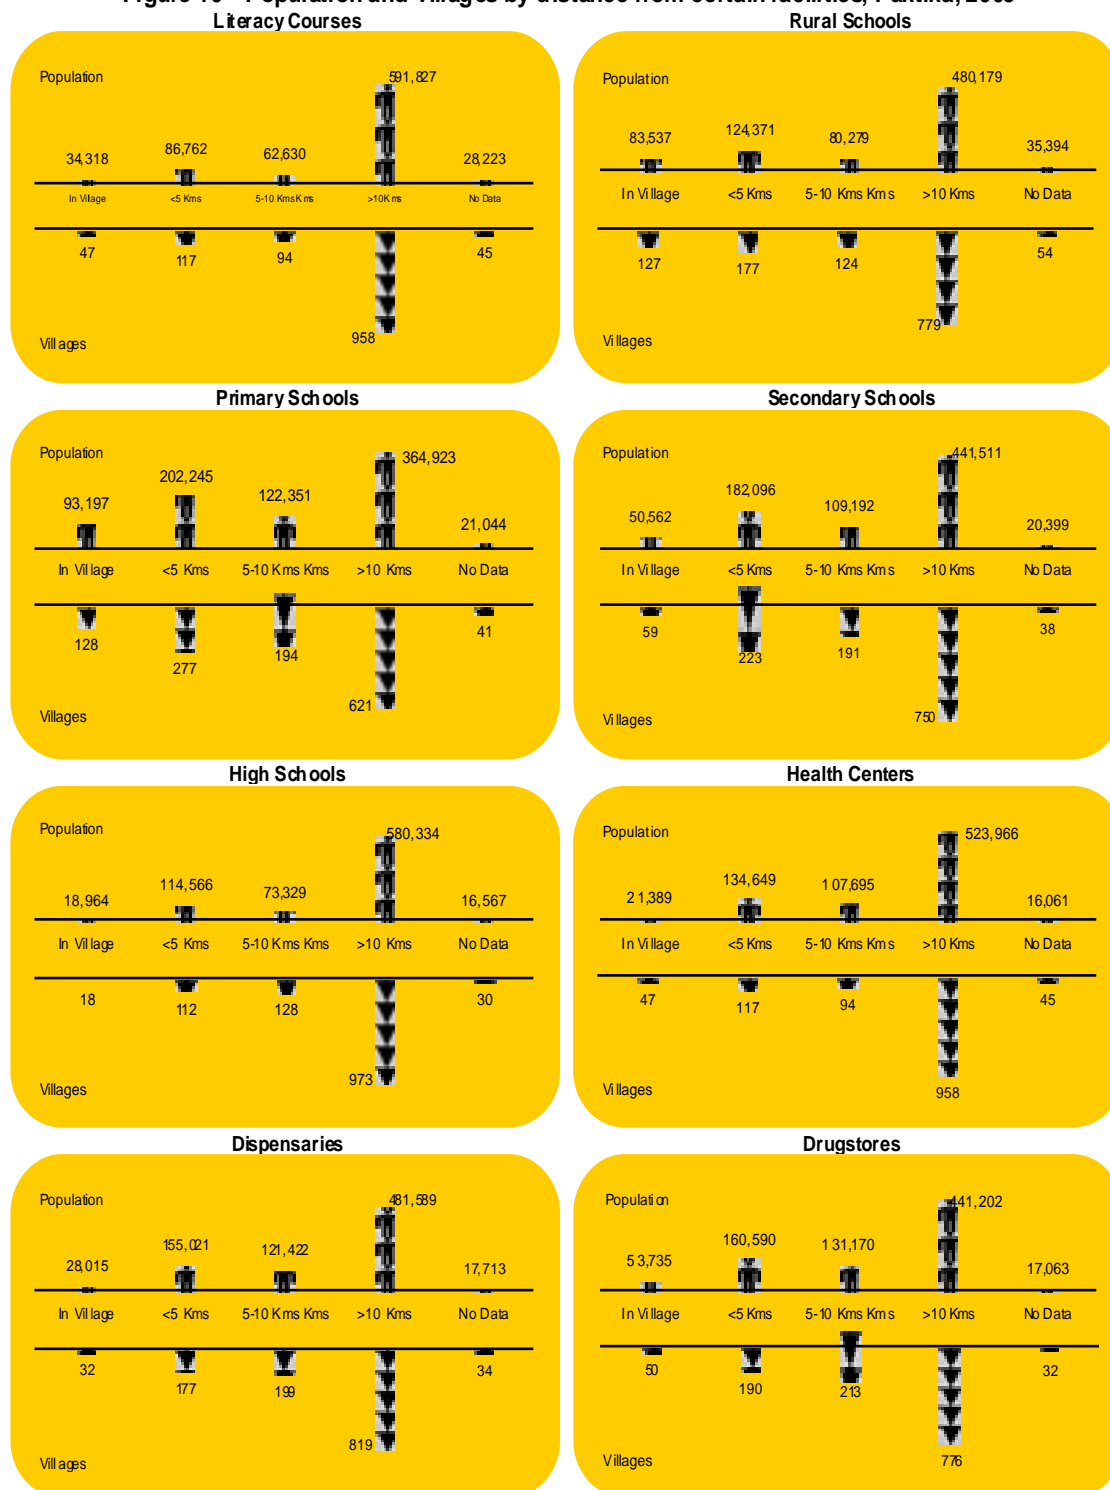 Literacy Courses
Population
591,827
34,318 86,762 62,630 28,223
In Village <5 Kms 5-10 Kms Kms >10Kms No Data
47 117 94 45
958
Villages
Rural Schools
Population 480,179
83,537 124,371 80,279 35,394
In Village <5 Kms 5-10 Kms Kms >10 Kms No Data
127 177 124 54
779
Villages
Primary Schools
Population 364,923
93,197 202,245 122,351 21,044
In Village <5 Kms 5-10 Kms Kms >10 Kms No Data
128 277 194 41
621
Villages
Secondary Schools
Population 441,511
50,562 182,096 109,192 20,399
In Village <5 Kms 5-10 Kms Kms >10 Kms No Data
59 223 191 38
750
Villages
High Schools
Population 580,334
18,964 114,566 73,329 16,567
In Village <5 Kms 5-10 Kms Kms >10 Kms No Data
18 112 128 30
973
Villages
Health Centers
Population 523,966
21,389 134,649 107,695 16,061
In Village <5 Kms 5-10 Kms Kms >10 Kms No Data
47 117 94 45
958
Villages
Dispensaries
Population 481,589
28,015 155,021 121,422 17,713
In Village <5 Kms 5-10 Kms Kms >10 Kms No Data
32 177 199 34
819
Villages
Drugstores
Population 441,202
53,735 160,590 131,170 17,063
In Village <5 Kms 5-10 Kms Kms >10 Kms No Data
50 190 213 32
776
Villages